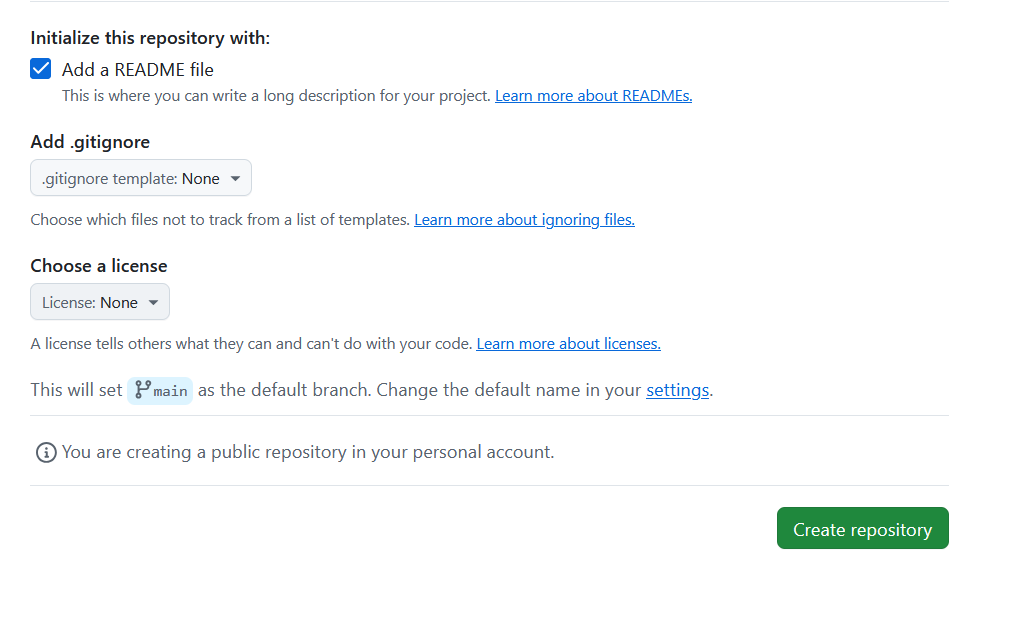 Initialize this repository with:
Add a README file
This is where you can write a long description for your project. Learn more about READMEs.
Add .gitignore
.gitignore template: None
Choose which files not to track from a list of templates. Learn more about ignoring files.
Choose a license
License: None
A license tells others what they can and can't do with your code. Learn more about licenses.
This will set main as the default branch. Change the default name in your settings.
You are creating a public repository in your personal account.
Create repository